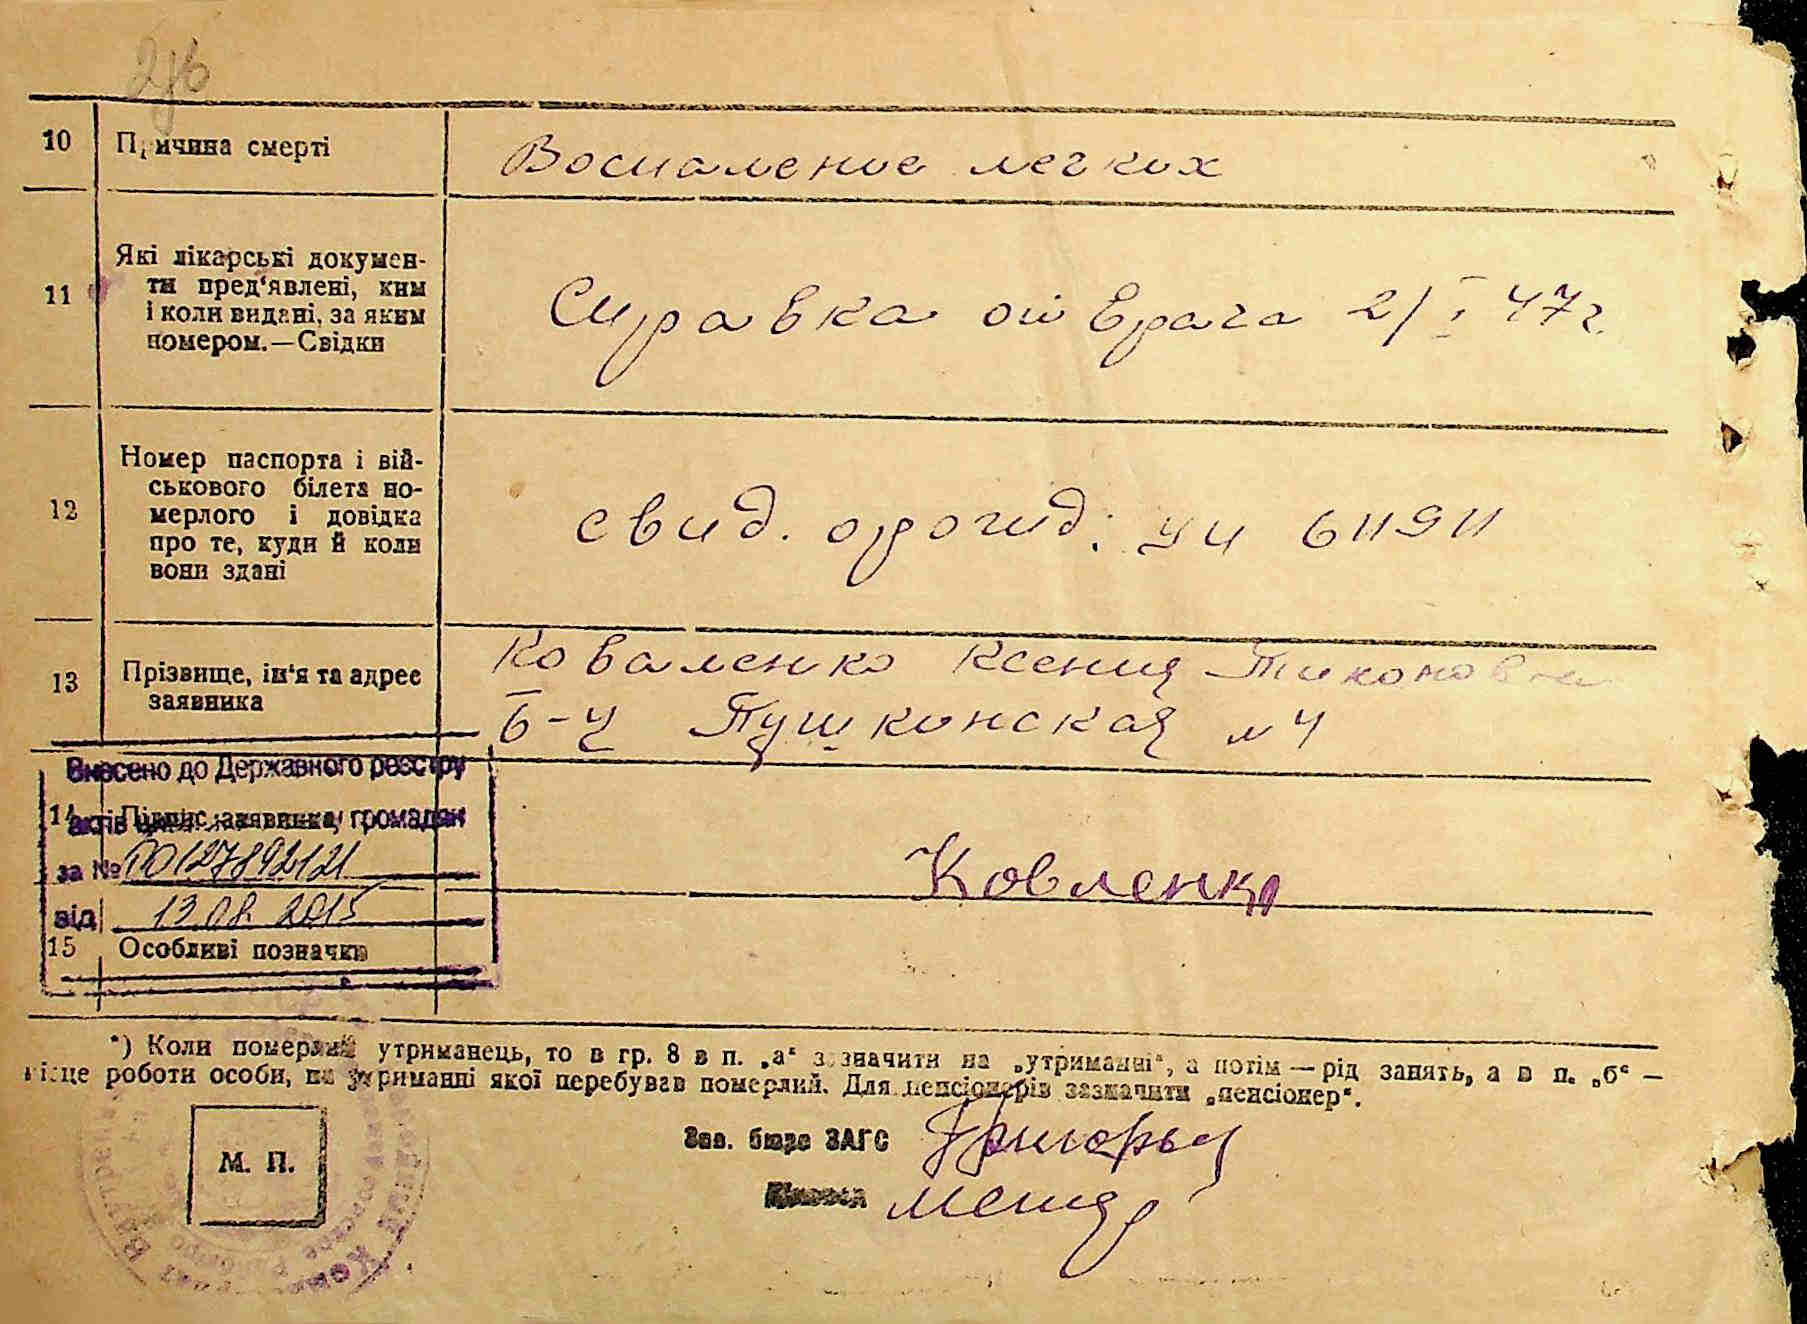 10 Причина смерті Воспаление легких
11 Які лікарські докумен-
ти пред'явлені, ким
і коли видані, за яким
номером.—Свідки
Справка от врача 2/I 47г.
12 Номер паспорта і вій-
ськового білета по-
мерлого і довідка
про те, куди й коли
вони здані
свид. о рожд:
13 Прізвище, ім'я та адрес
заявника
Коваленко Ксения Тихоновна
Б-Ц Пушкинская н 4
Внесено до Державного реєстру
14 Підпис заявника
актів громадян
Ковленко
за № 00127892121
від 13.08.2015
15 Особливі позначки
*) Коли померлий утриманець, то в гр. 8 в п. „а“ зазначити на „утриманні“, а потім — рід занять, а в п. „б“ —
місце роботи особи, на утриманні якої перебував померлий. Для пенсіонерів зазначити „пенсіонер“.
М. П.
Зав. бюро ЗАГС